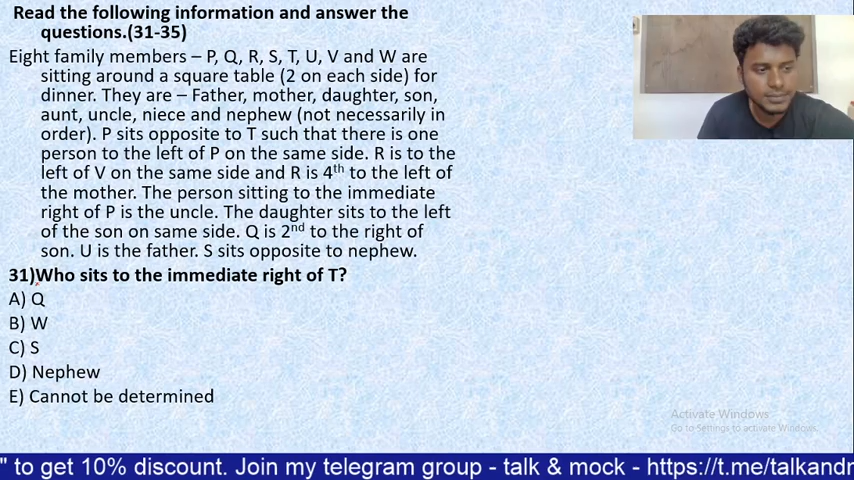 Read the following information and answer the
questions.(31-35)
Eight family members – P, Q, R, S, T, U, V and W are
sitting around a square table (2 on each side) for
dinner. They are – Father, mother, daughter, son,
aunt, uncle, niece and nephew (not necessarily in
order). P sits opposite to T such that there is one
person to the left of P on the same side. R is to the
left of V on the same side and R is 4th to the left of
the mother. The person sitting to the immediate
right of P is the uncle. The daughter sits to the left
of the son on same side. Q is 2nd to the right of
son. U is the father. S sits opposite to nephew.
31)Who sits to the immediate right of T?
A) Q
B) W
C) S
D) Nephew
E) Cannot be determined
Activate Windows
Go to Settings to activate Windows.
" to get 10% discount. Join my telegram group - talk & mock - https://t.me/talkandr